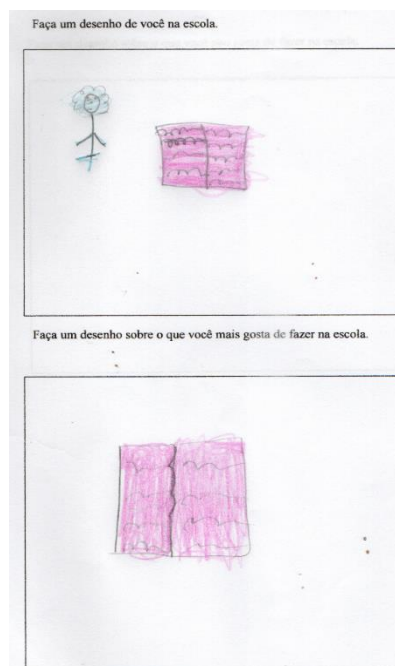 Faça um desenho de você na escola.
Faça um desenho sobre o que você mais gosta de fazer na escola.